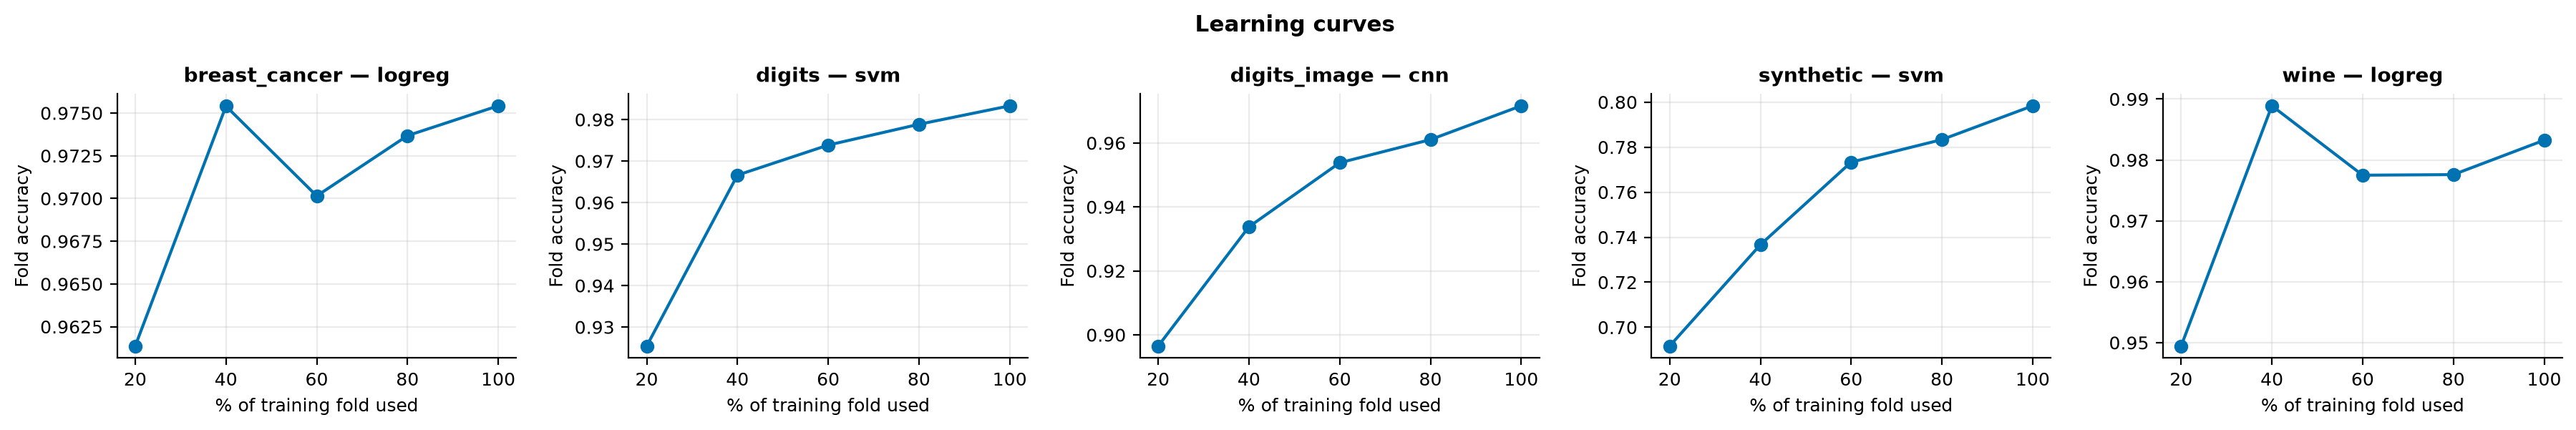 Learning curves
breast_cancer — logreg
Fold accuracy
0.9750
0.9725
0.9700
0.9675
0.9650
0.9625
20 40 60 80 100
% of training fold used
digits — svm
Fold accuracy
0.98
0.97
0.96
0.95
0.94
0.93
20 40 60 80 100
% of training fold used
digits_image — cnn
Fold accuracy
0.96
0.94
0.92
0.90
20 40 60 80 100
% of training fold used
synthetic — svm
Fold accuracy
0.80
0.78
0.76
0.74
0.72
0.70
20 40 60 80 100
% of training fold used
wine — logreg
Fold accuracy
0.99
0.98
0.97
0.96
0.95
20 40 60 80 100
% of training fold used